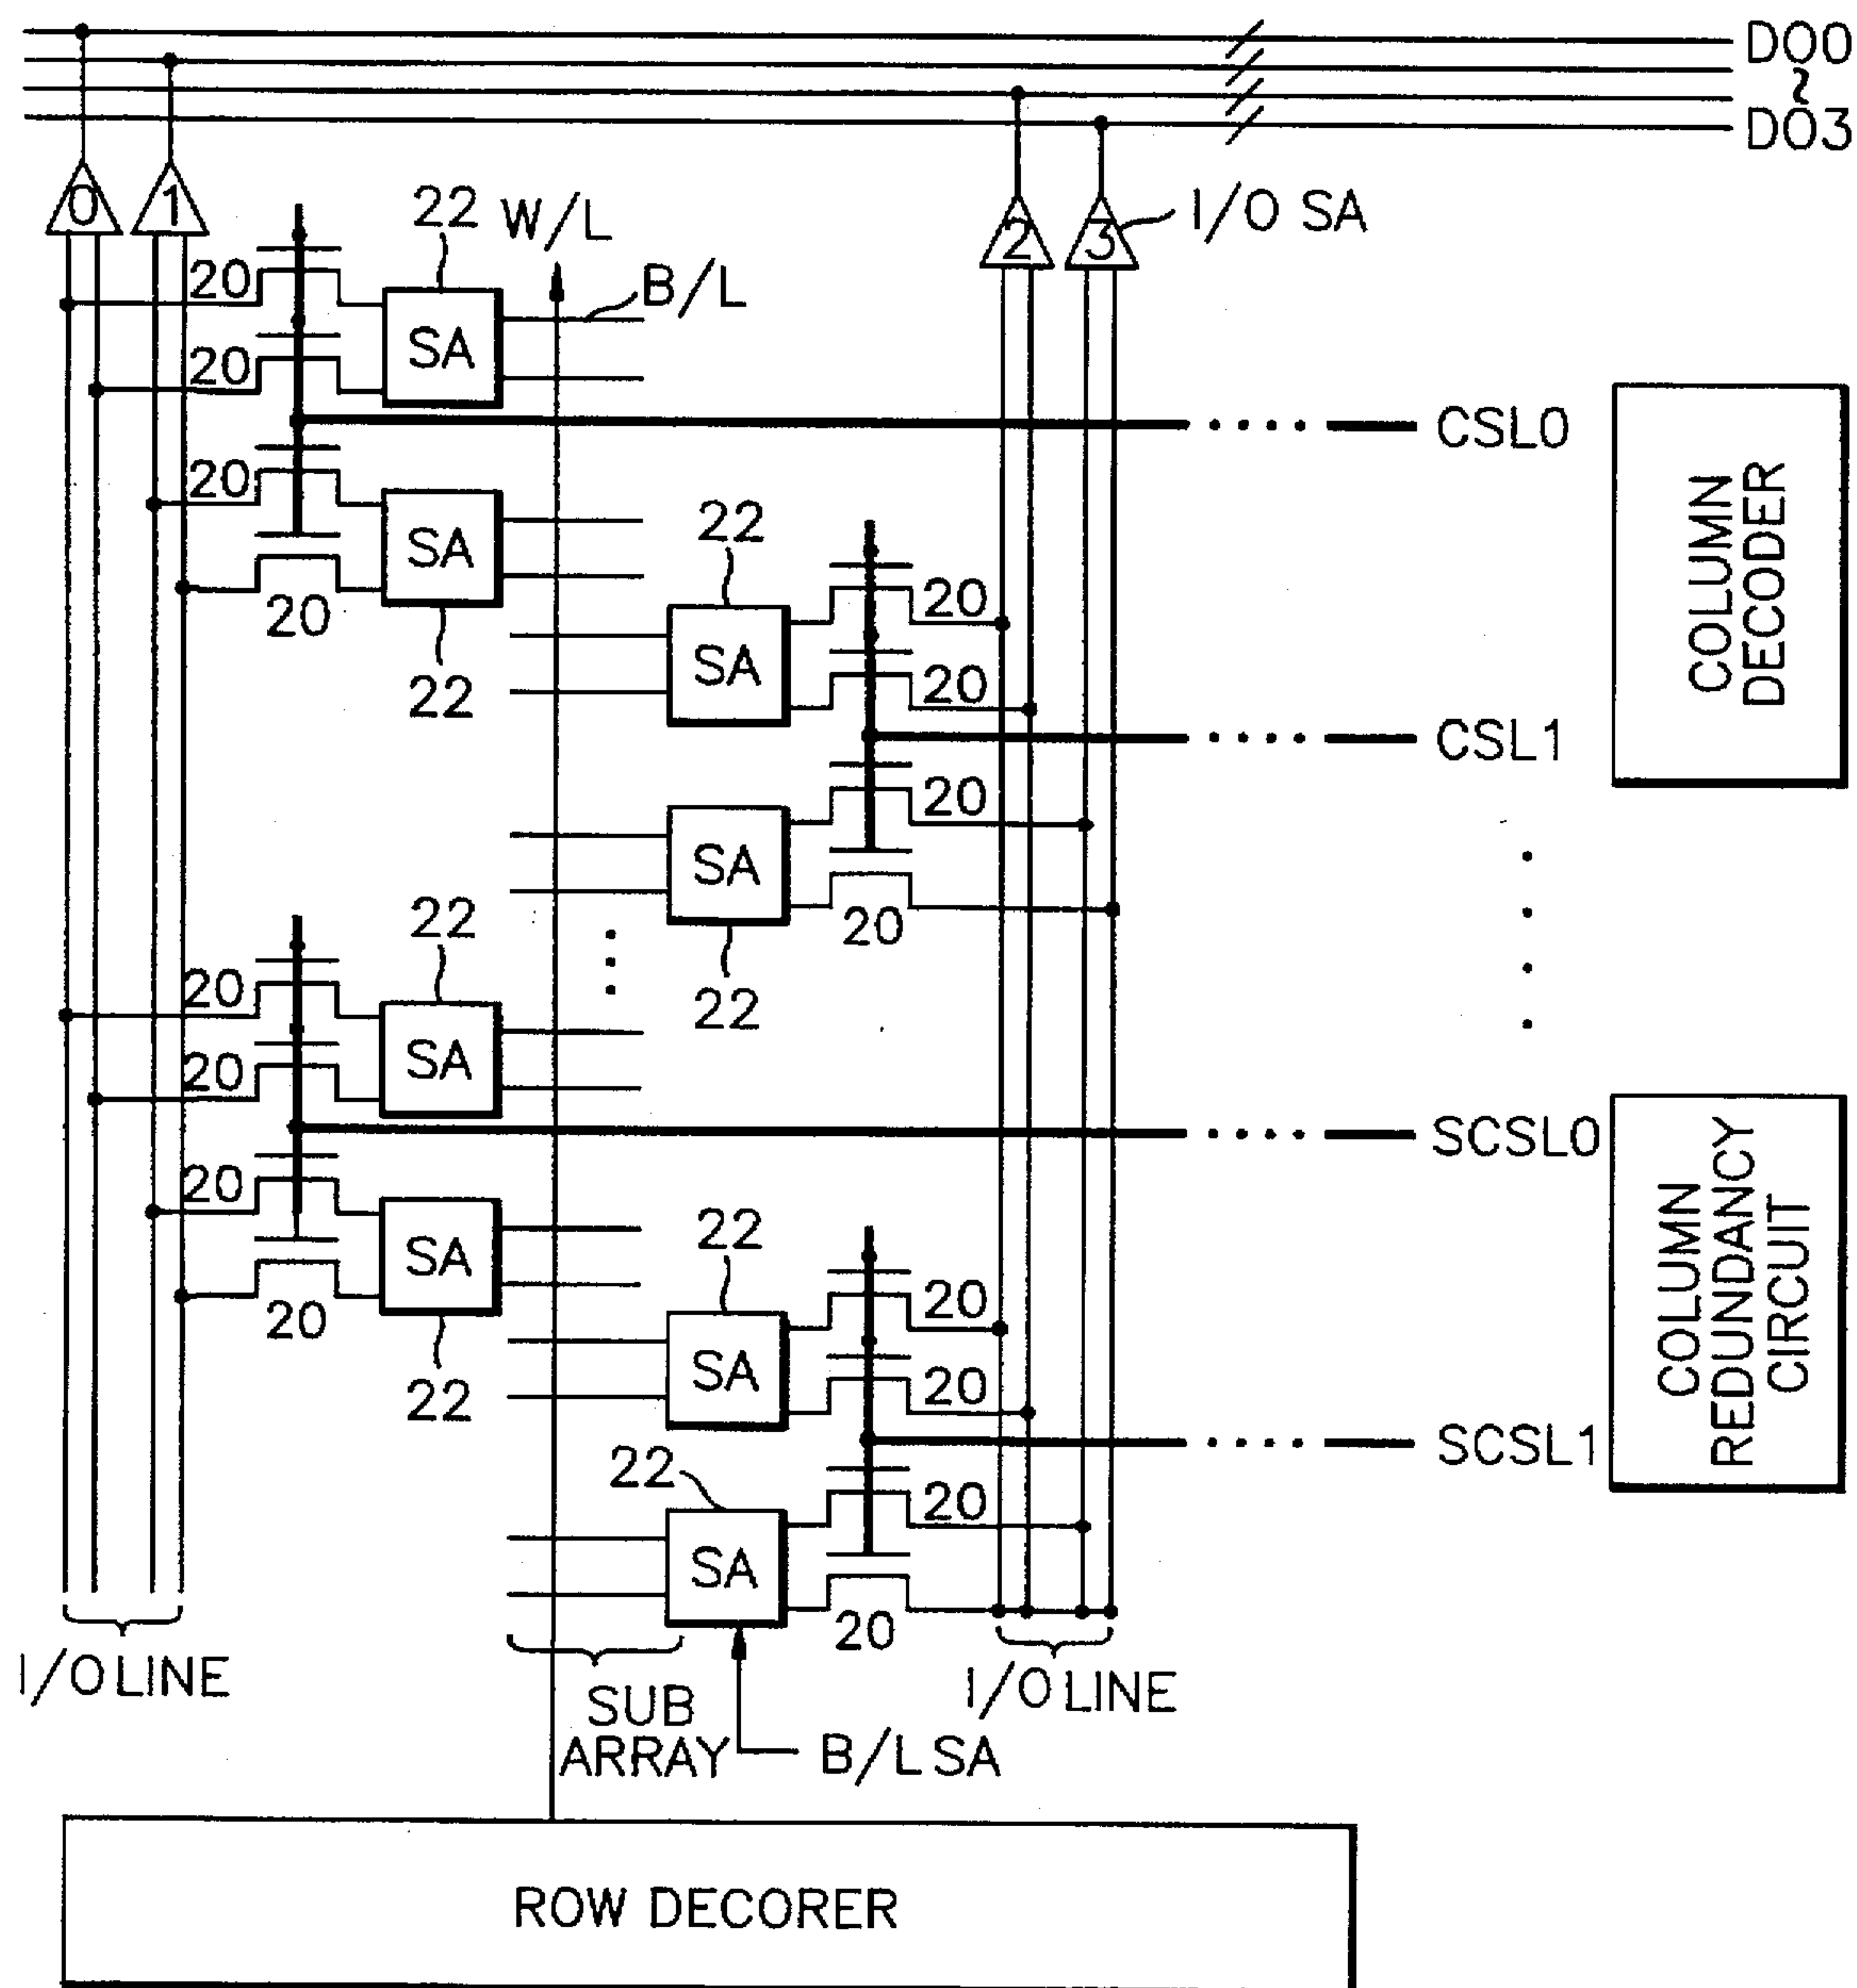 DO0
~
DO3
0
1
2
3
I/O SA
22
W/L
B/L
20
SA
20
CSL0
20
SA
20
22
22
SA
20
20
CSL1
COLUMN
DECODER
20
SA
20
22
22
20
SA
20
SCSL0
20
SA
20
22
22
SA
20
20
SCSL1
COLUMN
REDUNDANCY
CIRCUIT
22
SA
20
20
I/O LINE
SUB
ARRAY
B/L SA
I/O LINE
ROW DECORER